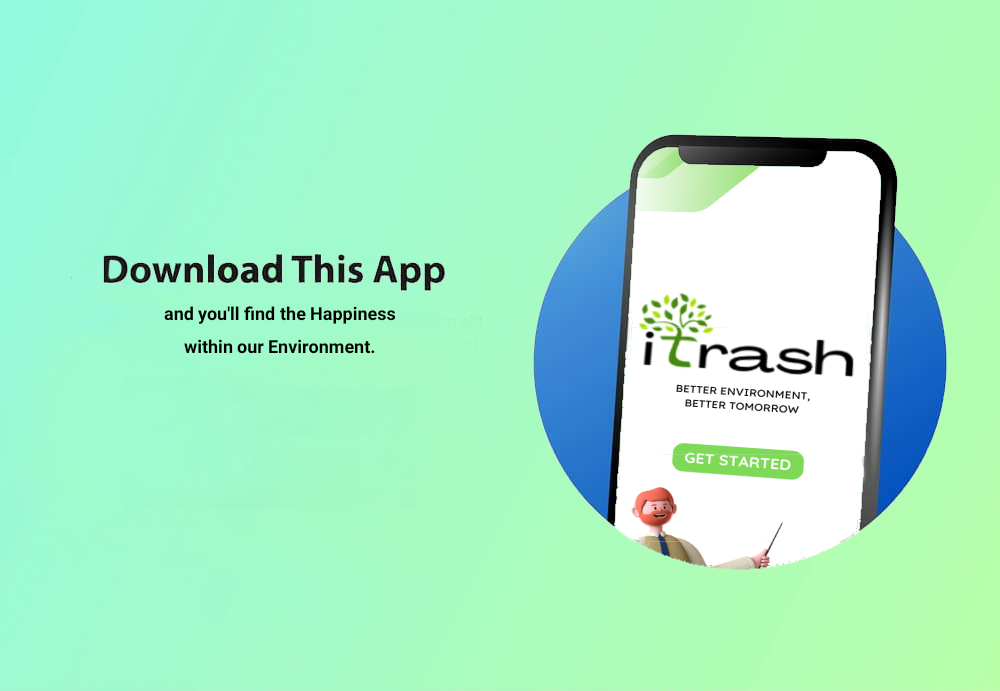 Download This App
and you'll find the Happiness
within our Environment.
itrash
BETTER ENVIRONMENT,
BETTER TOMORROW
GET STARTED